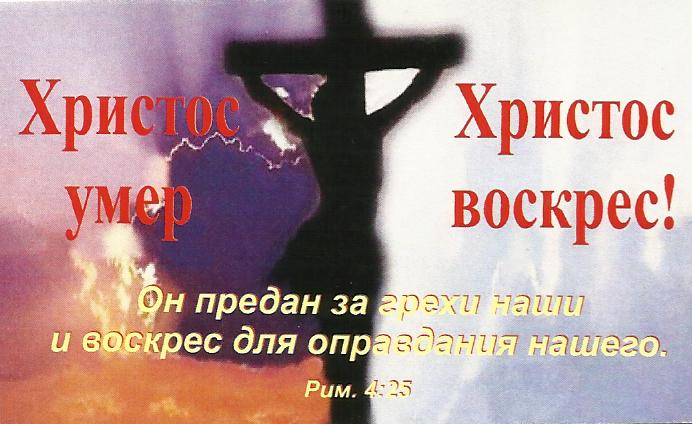 Христос
умер
Христос
воскрес!
Он предан за грехи наши
и воскрес для оправдания нашего.
Рим. 4:25